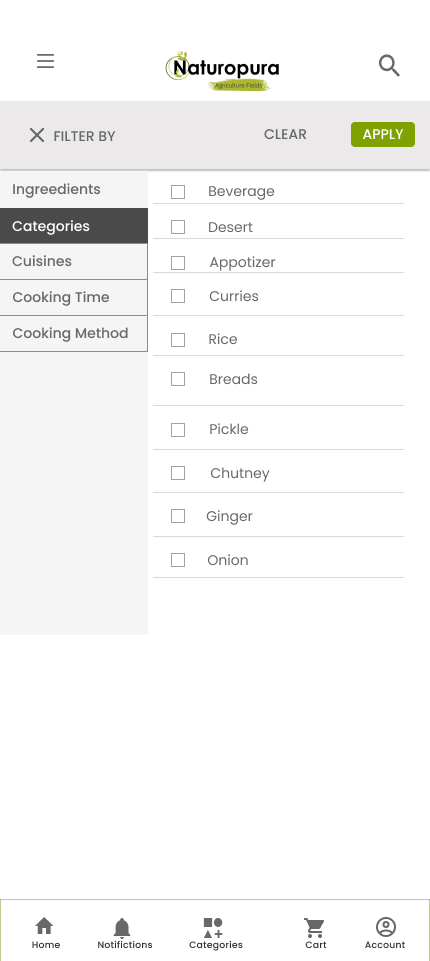 Naturopura
Agriculture Fields
FILTER BY
CLEAR
APPLY
Ingreedients
Categories
Cuisines
Cooking Time
Cooking Method
Beverage
Desert
Appotizer
Curries
Rice
Breads
Pickle
Chutney
Ginger
Onion
Home
Notifictions
Categories
Cart
Account